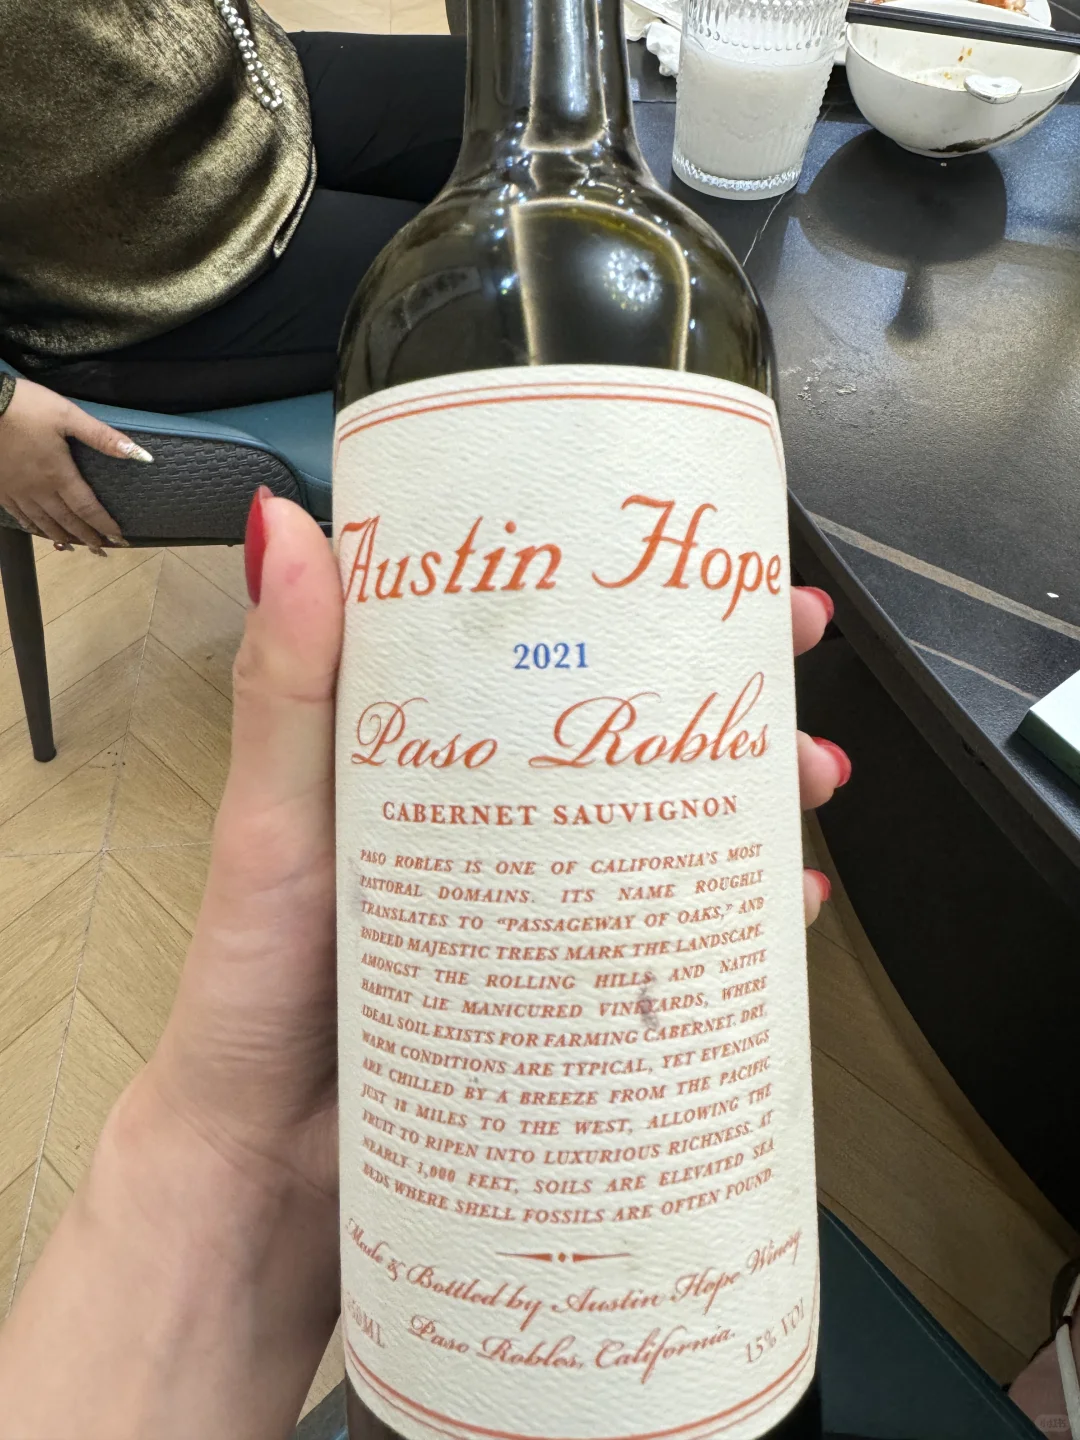 Austin Hope
2021
Paso Robles
CABERNET SAUVIGNON
PASO ROBLES IS ONE OF CALIFORNIA'S MOST
PASTORAL DOMAINS. ITS NAME ROUGHLY
TRANSLATES TO "PASSAGEWAY OF OAKS," AND
INDEED MAJESTIC TREES MARK THE LANDSCAPE.
AMONGST THE ROLLING HILLS AND NATIVE
HABITAT LIE MANICURED VINEYARDS, WHERE
IDEAL SOIL EXISTS FOR FARMING CABERNET. DRY,
WARM CONDITIONS ARE TYPICAL, YET EVENINGS
ARE CHILLED BY A BREEZE FROM THE PACIFIC
JUST 18 MILES TO THE WEST, ALLOWING THE
FRUIT TO RIPEN INTO LUXURIOUS RICHNESS. AT
NEARLY 1,000 FEET, SOILS ARE ELEVATED SEA
BEDS WHERE SHELL FOSSILS ARE OFTEN FOUND.
Made & Bottled by Austin Hope Winery
Paso Robles, California.
15% VOL